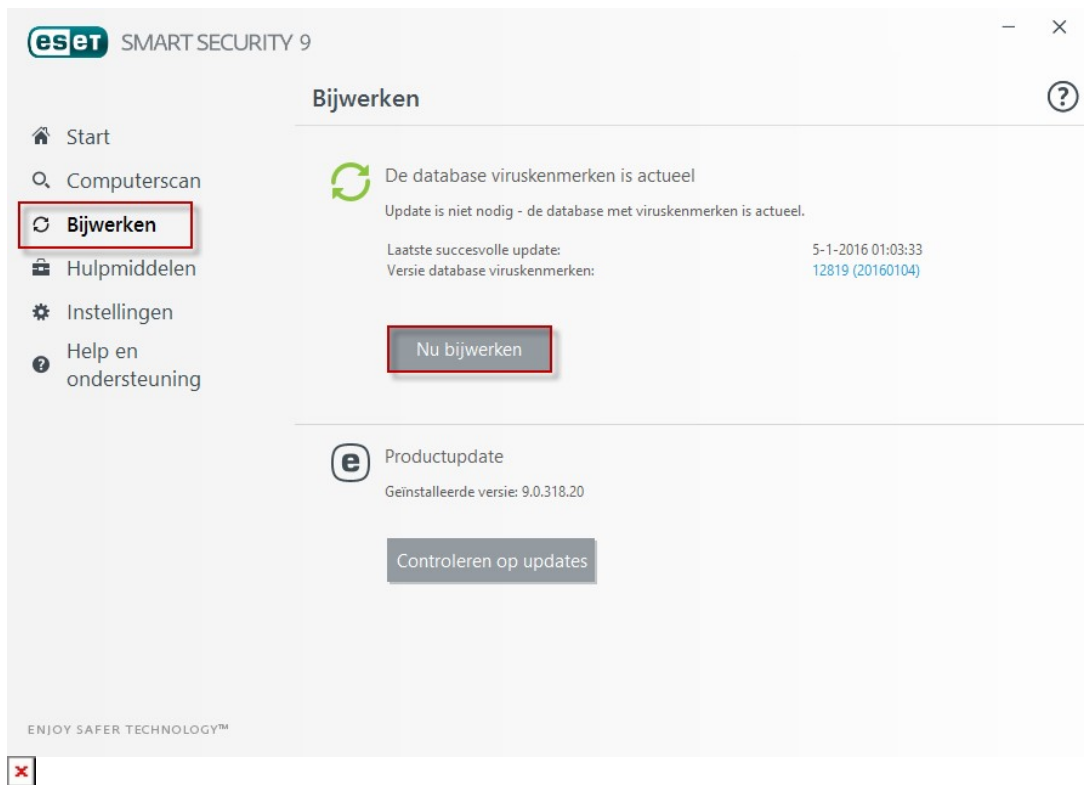 eset SMART SECURITY 9
Bijwerken
Start
Computerscan
Bijwerken
Hulpmiddelen
Instellingen
Help en
ondersteuning
De database viruskenmerken is actueel
Update is niet nodig - de database met viruskenmerken is actueel.
Laatste succesvolle update: 5-1-2016 01:03:33
Versie database viruskenmerken: 12819 (20160104)
Nu bijwerken
Productupdate
Geïnstalleerde versie: 9.0.318.20
Controleren op updates
ENJOY SAFER TECHNOLOGY™